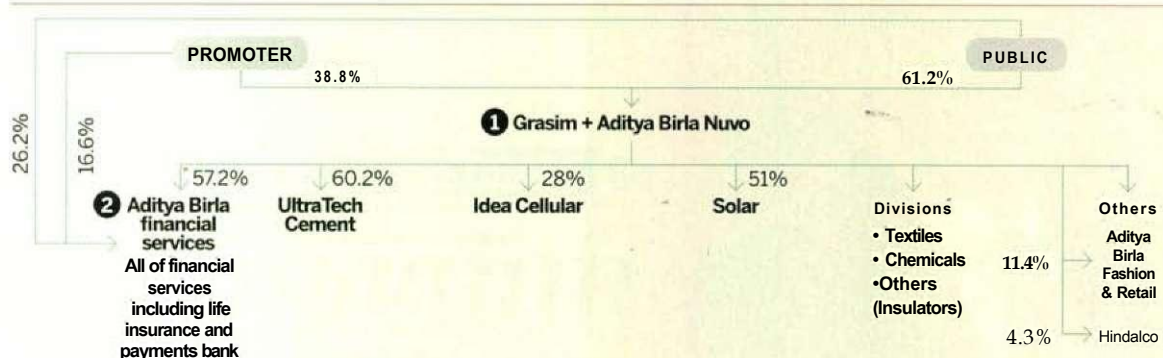 PROMOTER
PUBLIC
38.8%
61.2%
26.2%
16.6%
1 Grasim + Aditya Birla Nuvo
57.2%
60.2%
28%
51%
2 Aditya Birla
financial
services
All of financial
services
including life
insurance and
payments bank
UltraTech
Cement
Idea Cellular
Solar
Divisions
• Textiles
• Chemicals
•Others
(Insulators)
Others
11.4%
Aditya
Birla
Fashion
& Retail
4.3%
Hindalco